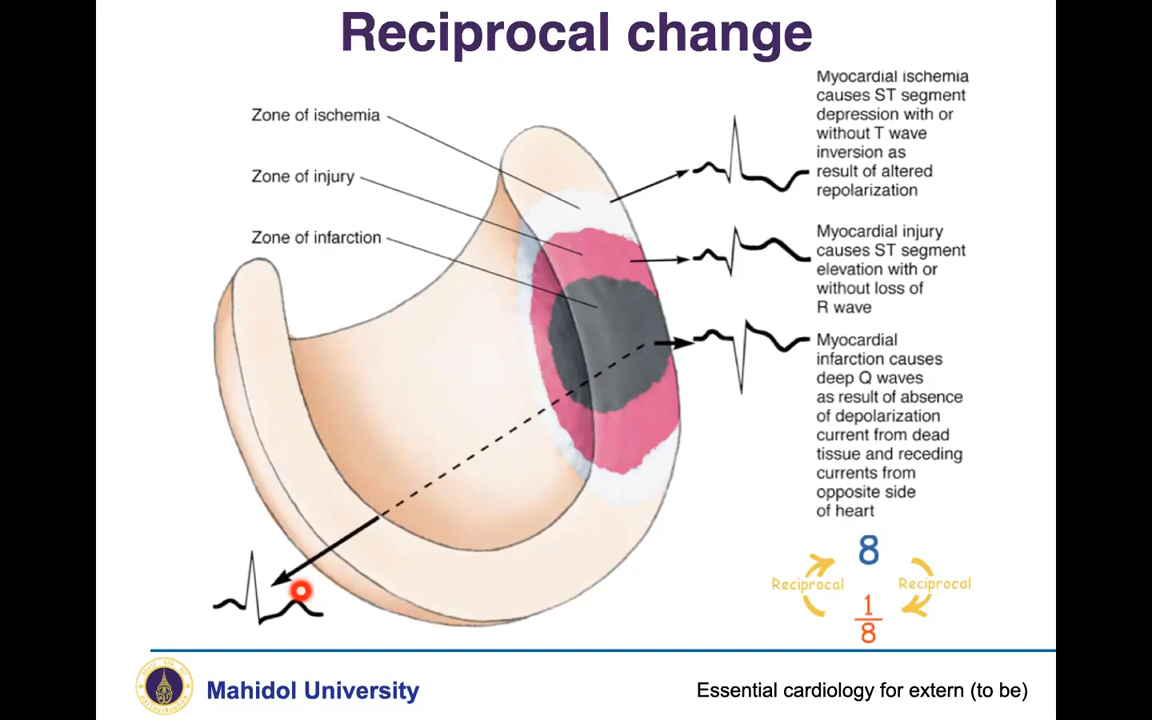 Reciprocal change
Zone of ischemia
Zone of injury
Zone of infarction
Myocardial ischemia
causes ST segment
depression with or
without T wave
inversion as
result of altered
repolarization
Myocardial injury
causes ST segment
elevation with or
without loss of
R wave
Myocardial
infarction causes
deep Q waves
as result of absence
of depolarization
current from dead
tissue and receding
currents from
opposite side
of heart
8
Reciprocal
Reciprocal
1
8
Mahidol University
Essential cardiology for extern (to be)